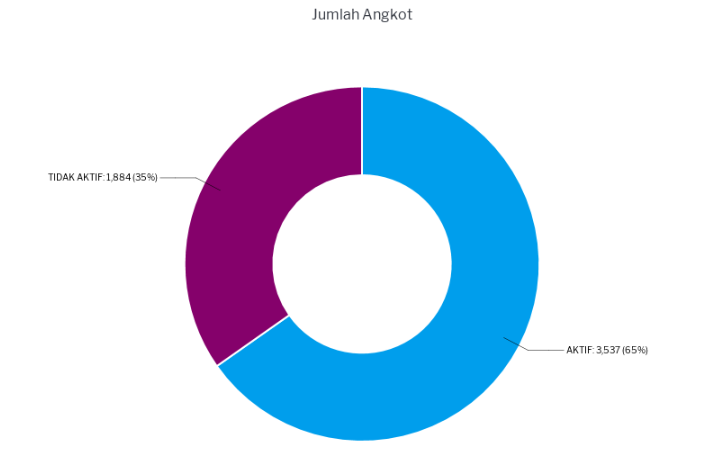 Jumlah Angkot
TIDAK AKTIF: 1,884 (35%)
AKTIF: 3,537 (65%)